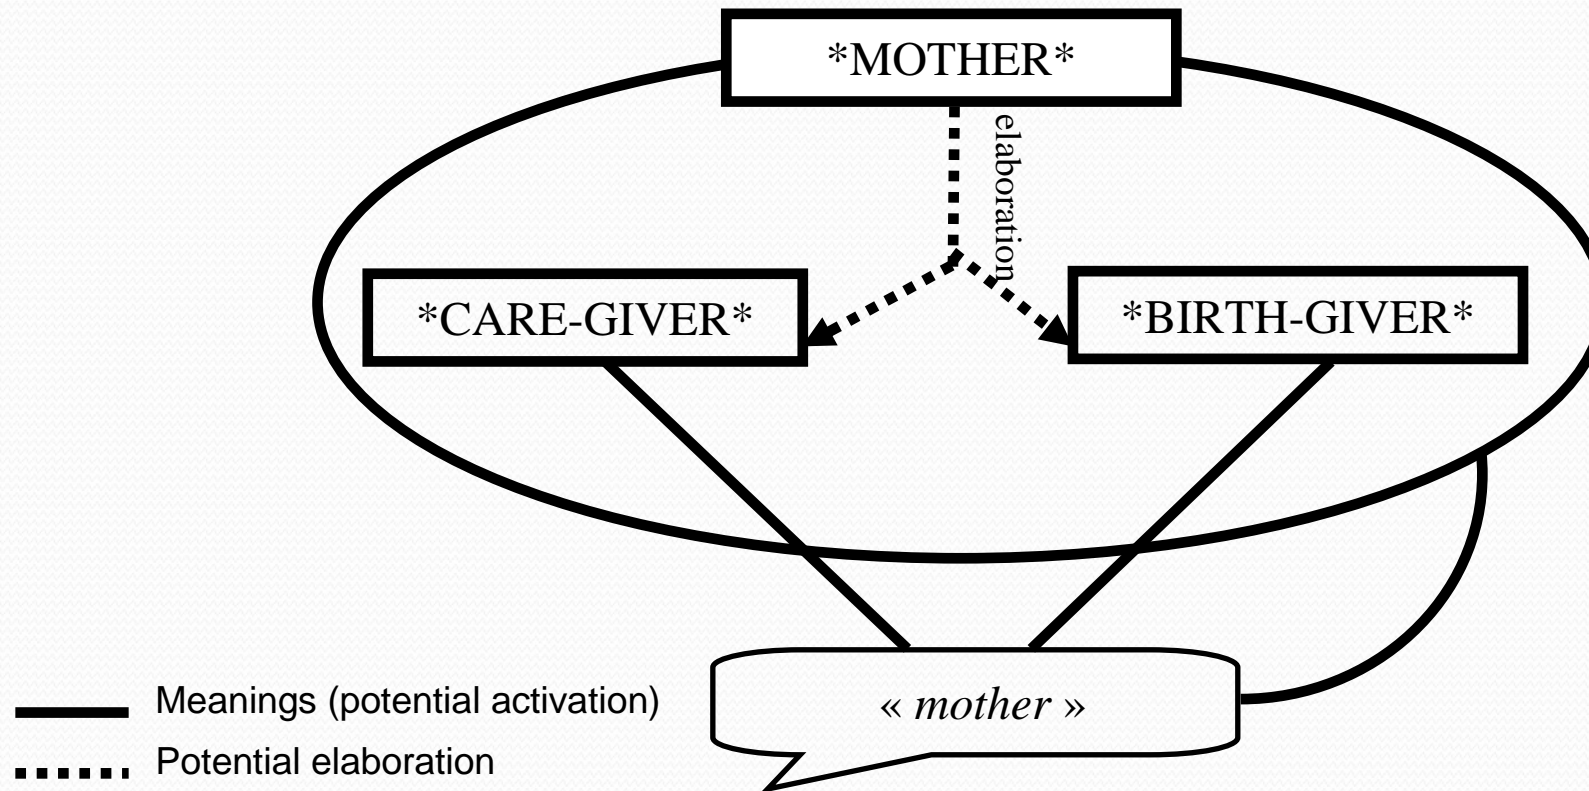 *MOTHER*
elaboration
*CARE-GIVER*
*BIRTH-GIVER*
« mother »
Meanings (potential activation)
Potential elaboration